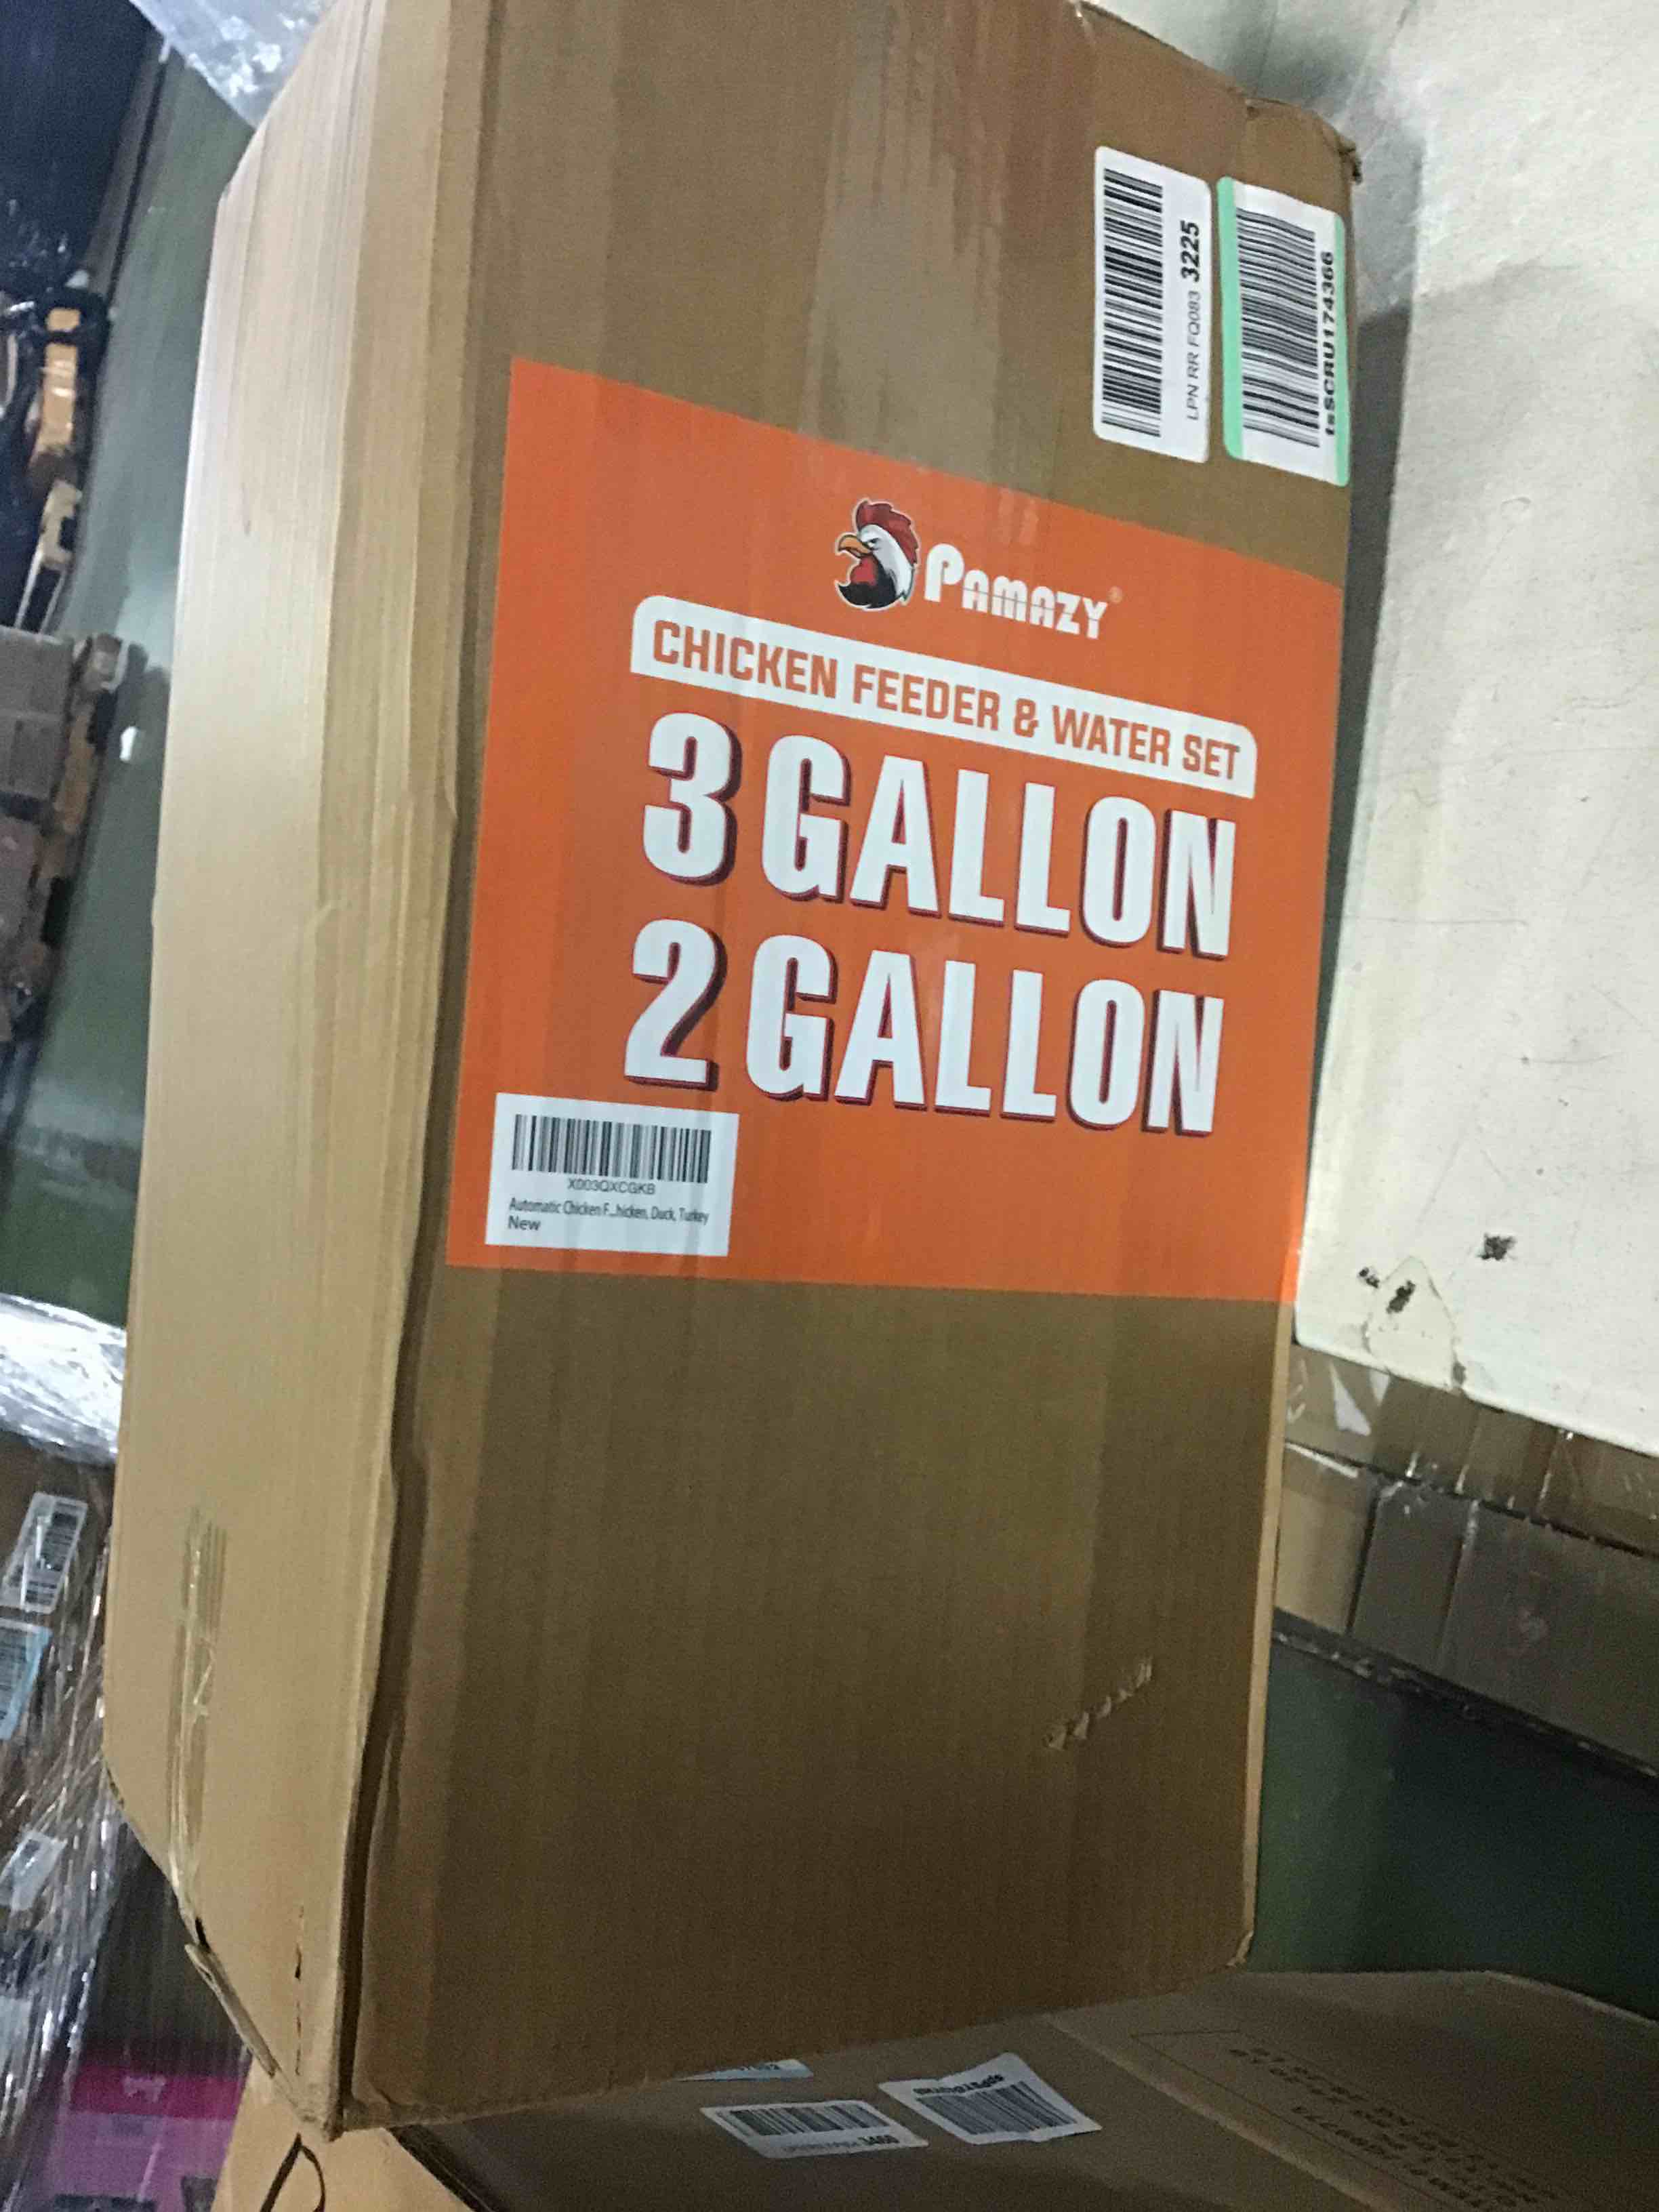 LPN RR FQ083 3225
tsSCRU174366
PAMAZY®
CHICKEN FEEDER & WATER SET
3 GALLON
2 GALLON
X003QXCGKB
Automatic Chicken F...hicken, Duck, Turkey
New
3460